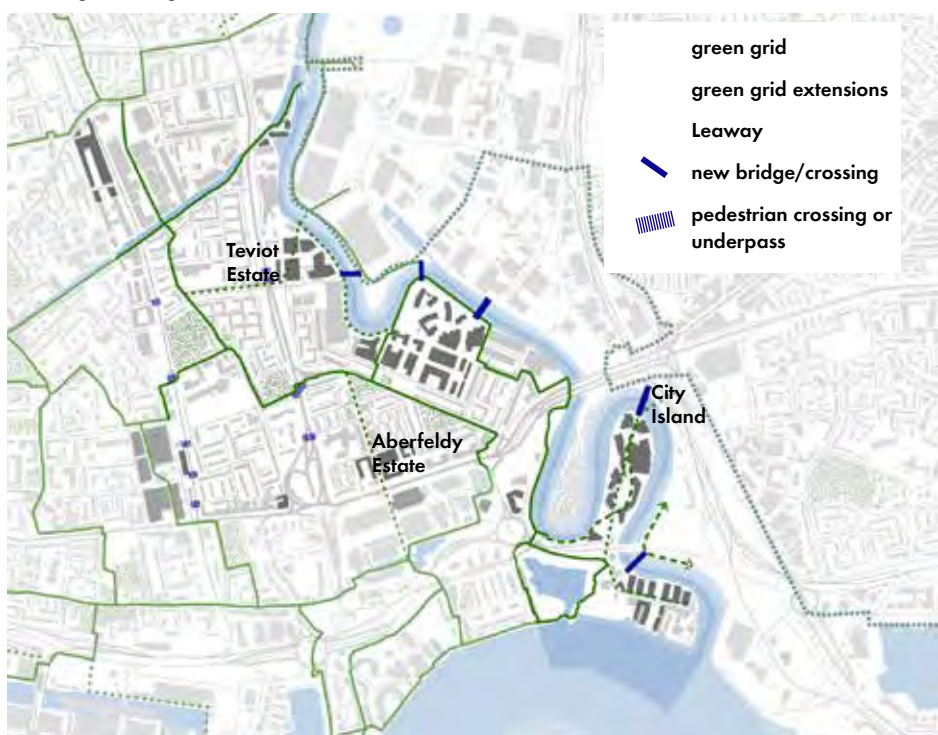 green grid
green grid extensions
Leaway
new bridge/crossing
pedestrian crossing or
underpass
Teviot
Estate
City
Island
Aberfeldy
Estate